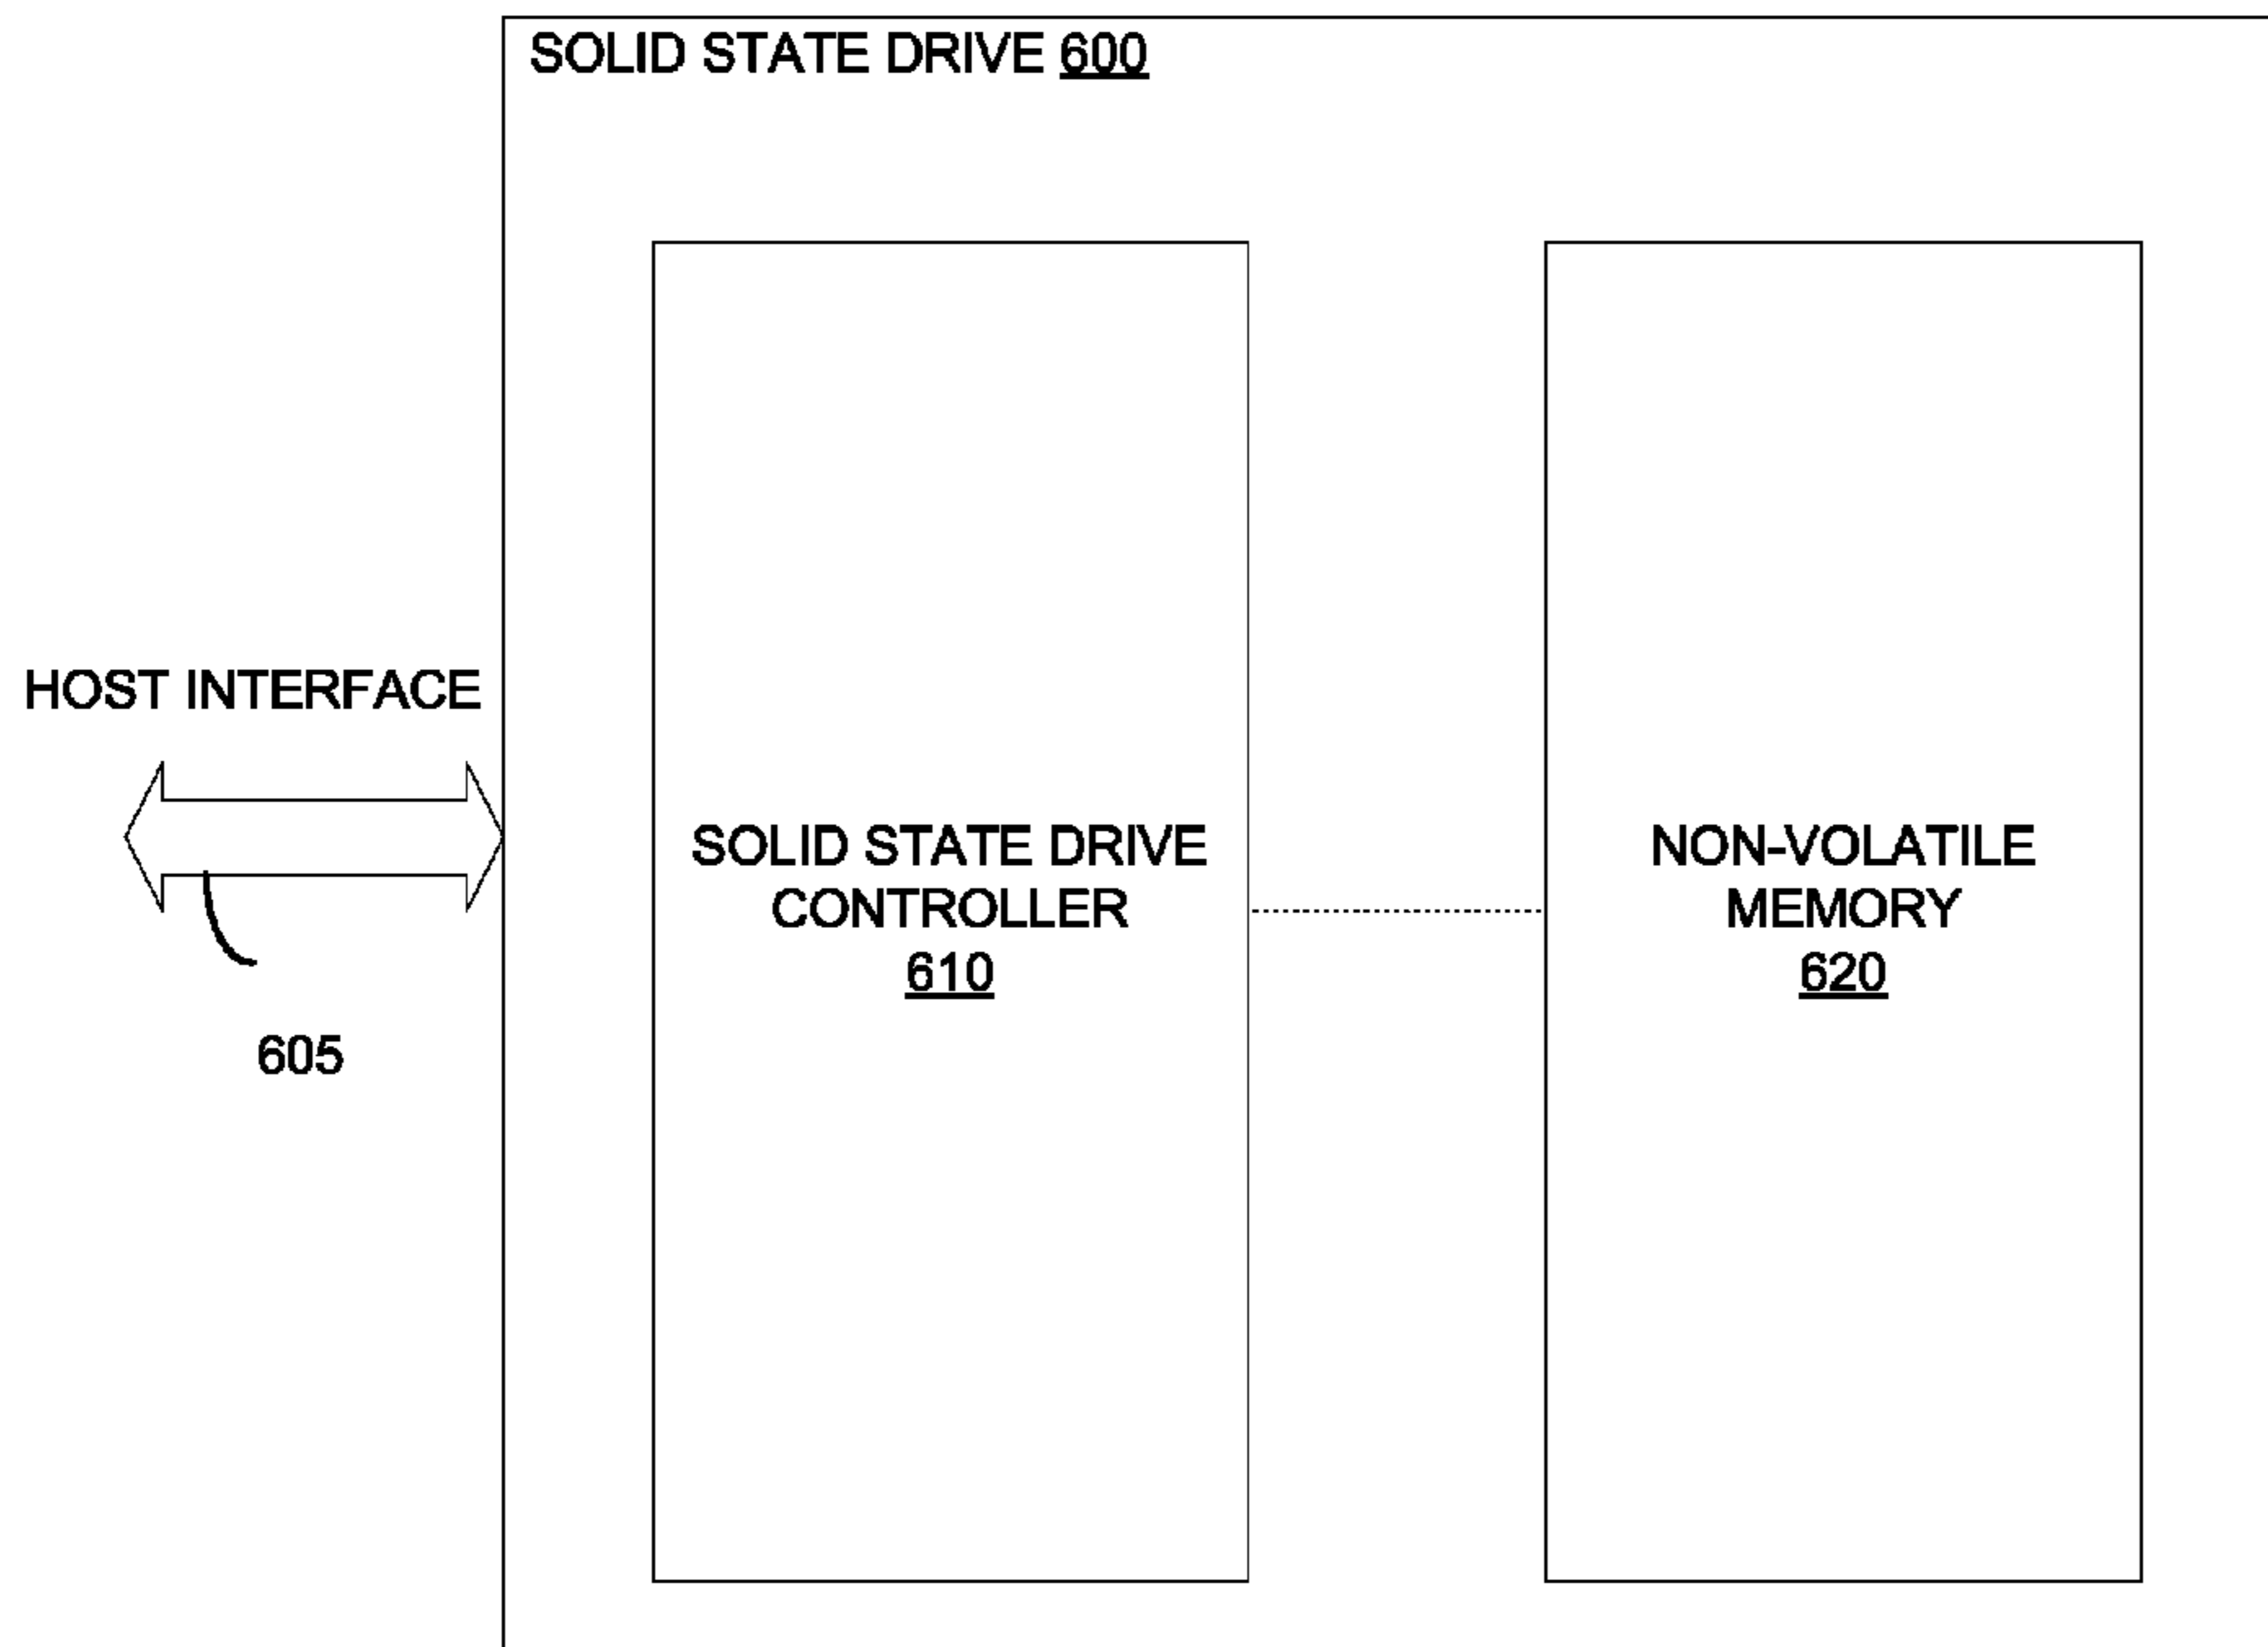 SOLID STATE DRIVE 600
HOST INTERFACE
605
SOLID STATE DRIVE
CONTROLLER
610
NON-VOLATILE
MEMORY
620